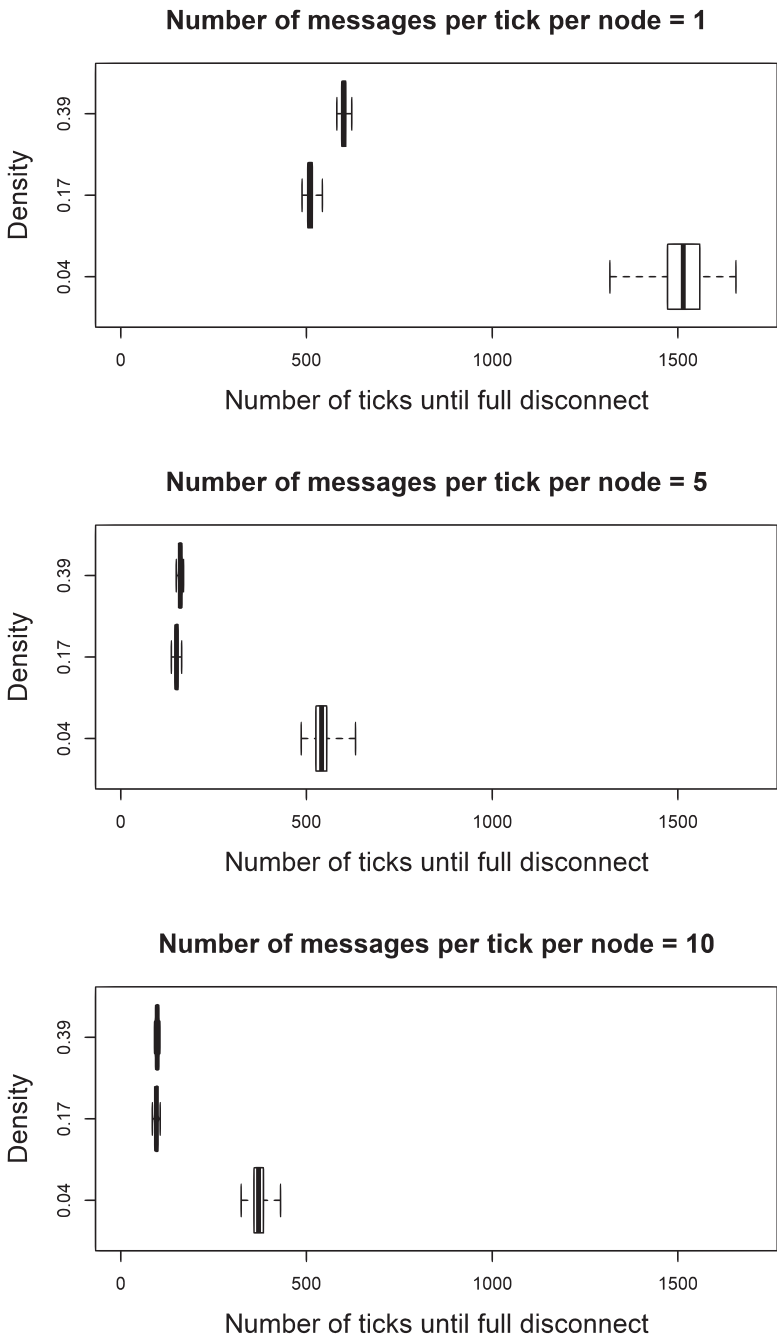 Number of messages per tick per node = 1
Density
0.39
0.17
0.04
0 500 1000 1500
Number of ticks until full disconnect
Number of messages per tick per node = 5
Density
0.39
0.17
0.04
0 500 1000 1500
Number of ticks until full disconnect
Number of messages per tick per node = 10
Density
0.39
0.17
0.04
0 500 1000 1500
Number of ticks until full disconnect